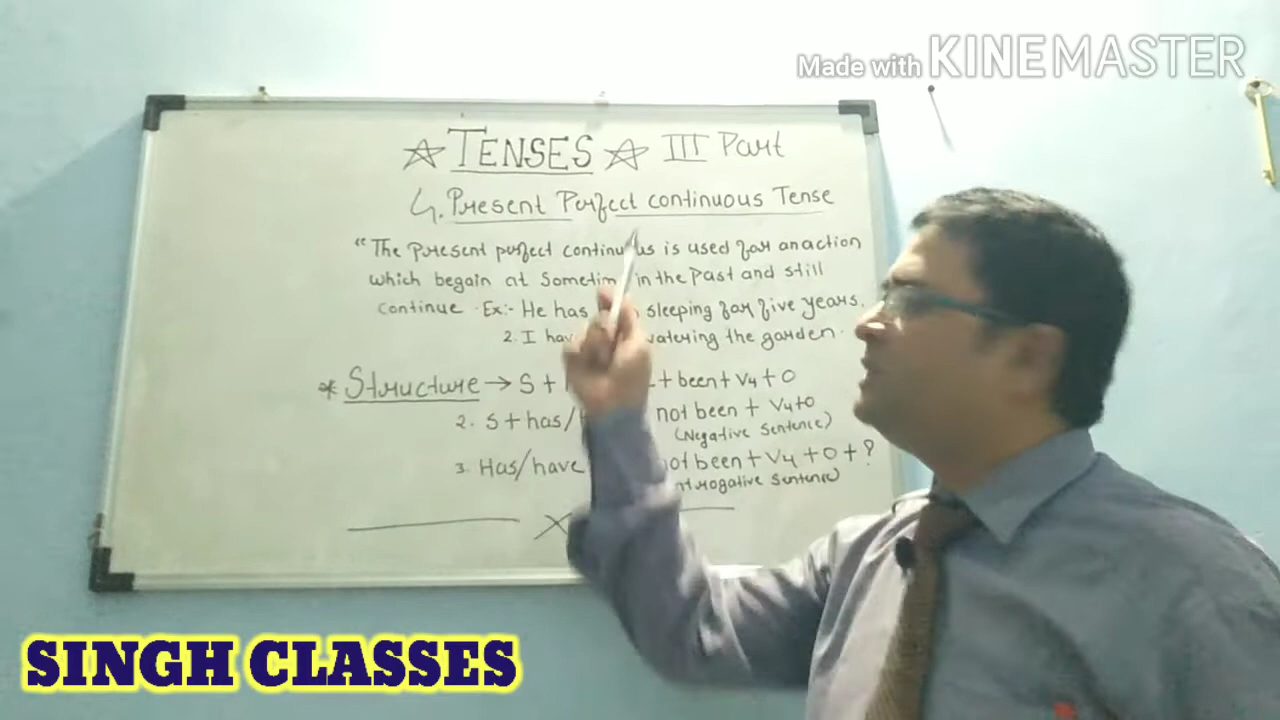 Made with KINEMASTER
☆ TENSES ☆ III Part
4. Present Perfect continuous Tense
"The Present perfect continuous is used for an action
which begain at Sometim in the Past and still
continue. Ex:- He has sleeping for five years.
2. I hav watering the garden.
* Structure → S + + been + V4 + O
2. S + has/ not been + V4+O
(Negative Sentence)
3. Has/have not been + V4 + O + ?
ntrogative Sentence)
X
SINGH CLASSES